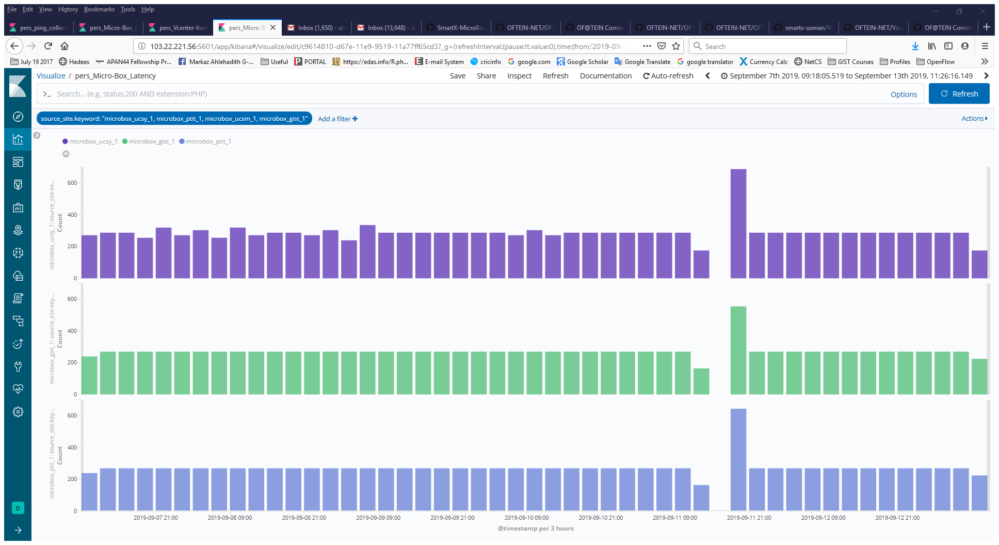 File Edit View History Bookmarks Tools Help
pers_ping_collect pers_Micro-Box_p pers_Vcenter-livel pers_Micro-B Inbox (1,650) - ah Inbox (13,648) - a SmartX-MicroBox OFTEIN-NET/OF OF@TEIN Comm OFTEIN-NET/OF OFTEIN-NET/OF smartx-usman/Vi OFTEIN-NET/Visu OF@TEIN Comm
103.22.221.56:5601/app/kibana#/visualize/edit/c9614810-d67e-11e9-9519-11a77ff65cd3?_g=(refreshInterval:(pause:!t,value:0),time:(from:'2019-09- Search
July 19 2017 Hadees APAN APAN44 Fellowship Pr... Markaz Ahlehadith G-... Useful PORTAL EDAS https://edas.info/R.ph... E-mail System cricinfo google.com Google Scholar Google Translate google translator Currency Calc NetCS GIST Courses Profiles OpenFlow
Visualize / pers_Micro-Box_Latency Save Share Inspect Refresh Documentation Auto-refresh September 7th 2019, 09:18:05.519 to September 13th 2019, 11:26:16.149
>_ Search... (e.g. status:200 AND extension:PHP) Options Refresh
source_site.keyword: "microbox_ucsy_1, microbox_ptit_1, microbox_ucsm_1, microbox_gist_1" Add a filter + Actions
microbox_ucsy_1 microbox_gist_1 microbox_ptit_1
microbox_ucsy_1: source_site.ke...
Count
600
400
200
0
microbox_gist_1: source_site.key...
Count
600
400
200
0
microbox_ptit_1: source_site.key...
Count
600
400
200
0
2019-09-07 21:00 2019-09-08 09:00 2019-09-08 21:00 2019-09-09 09:00 2019-09-09 21:00 2019-09-10 09:00 2019-09-10 21:00 2019-09-11 09:00 2019-09-11 21:00 2019-09-12 09:00 2019-09-12 21:00
@timestamp per 3 hours
D